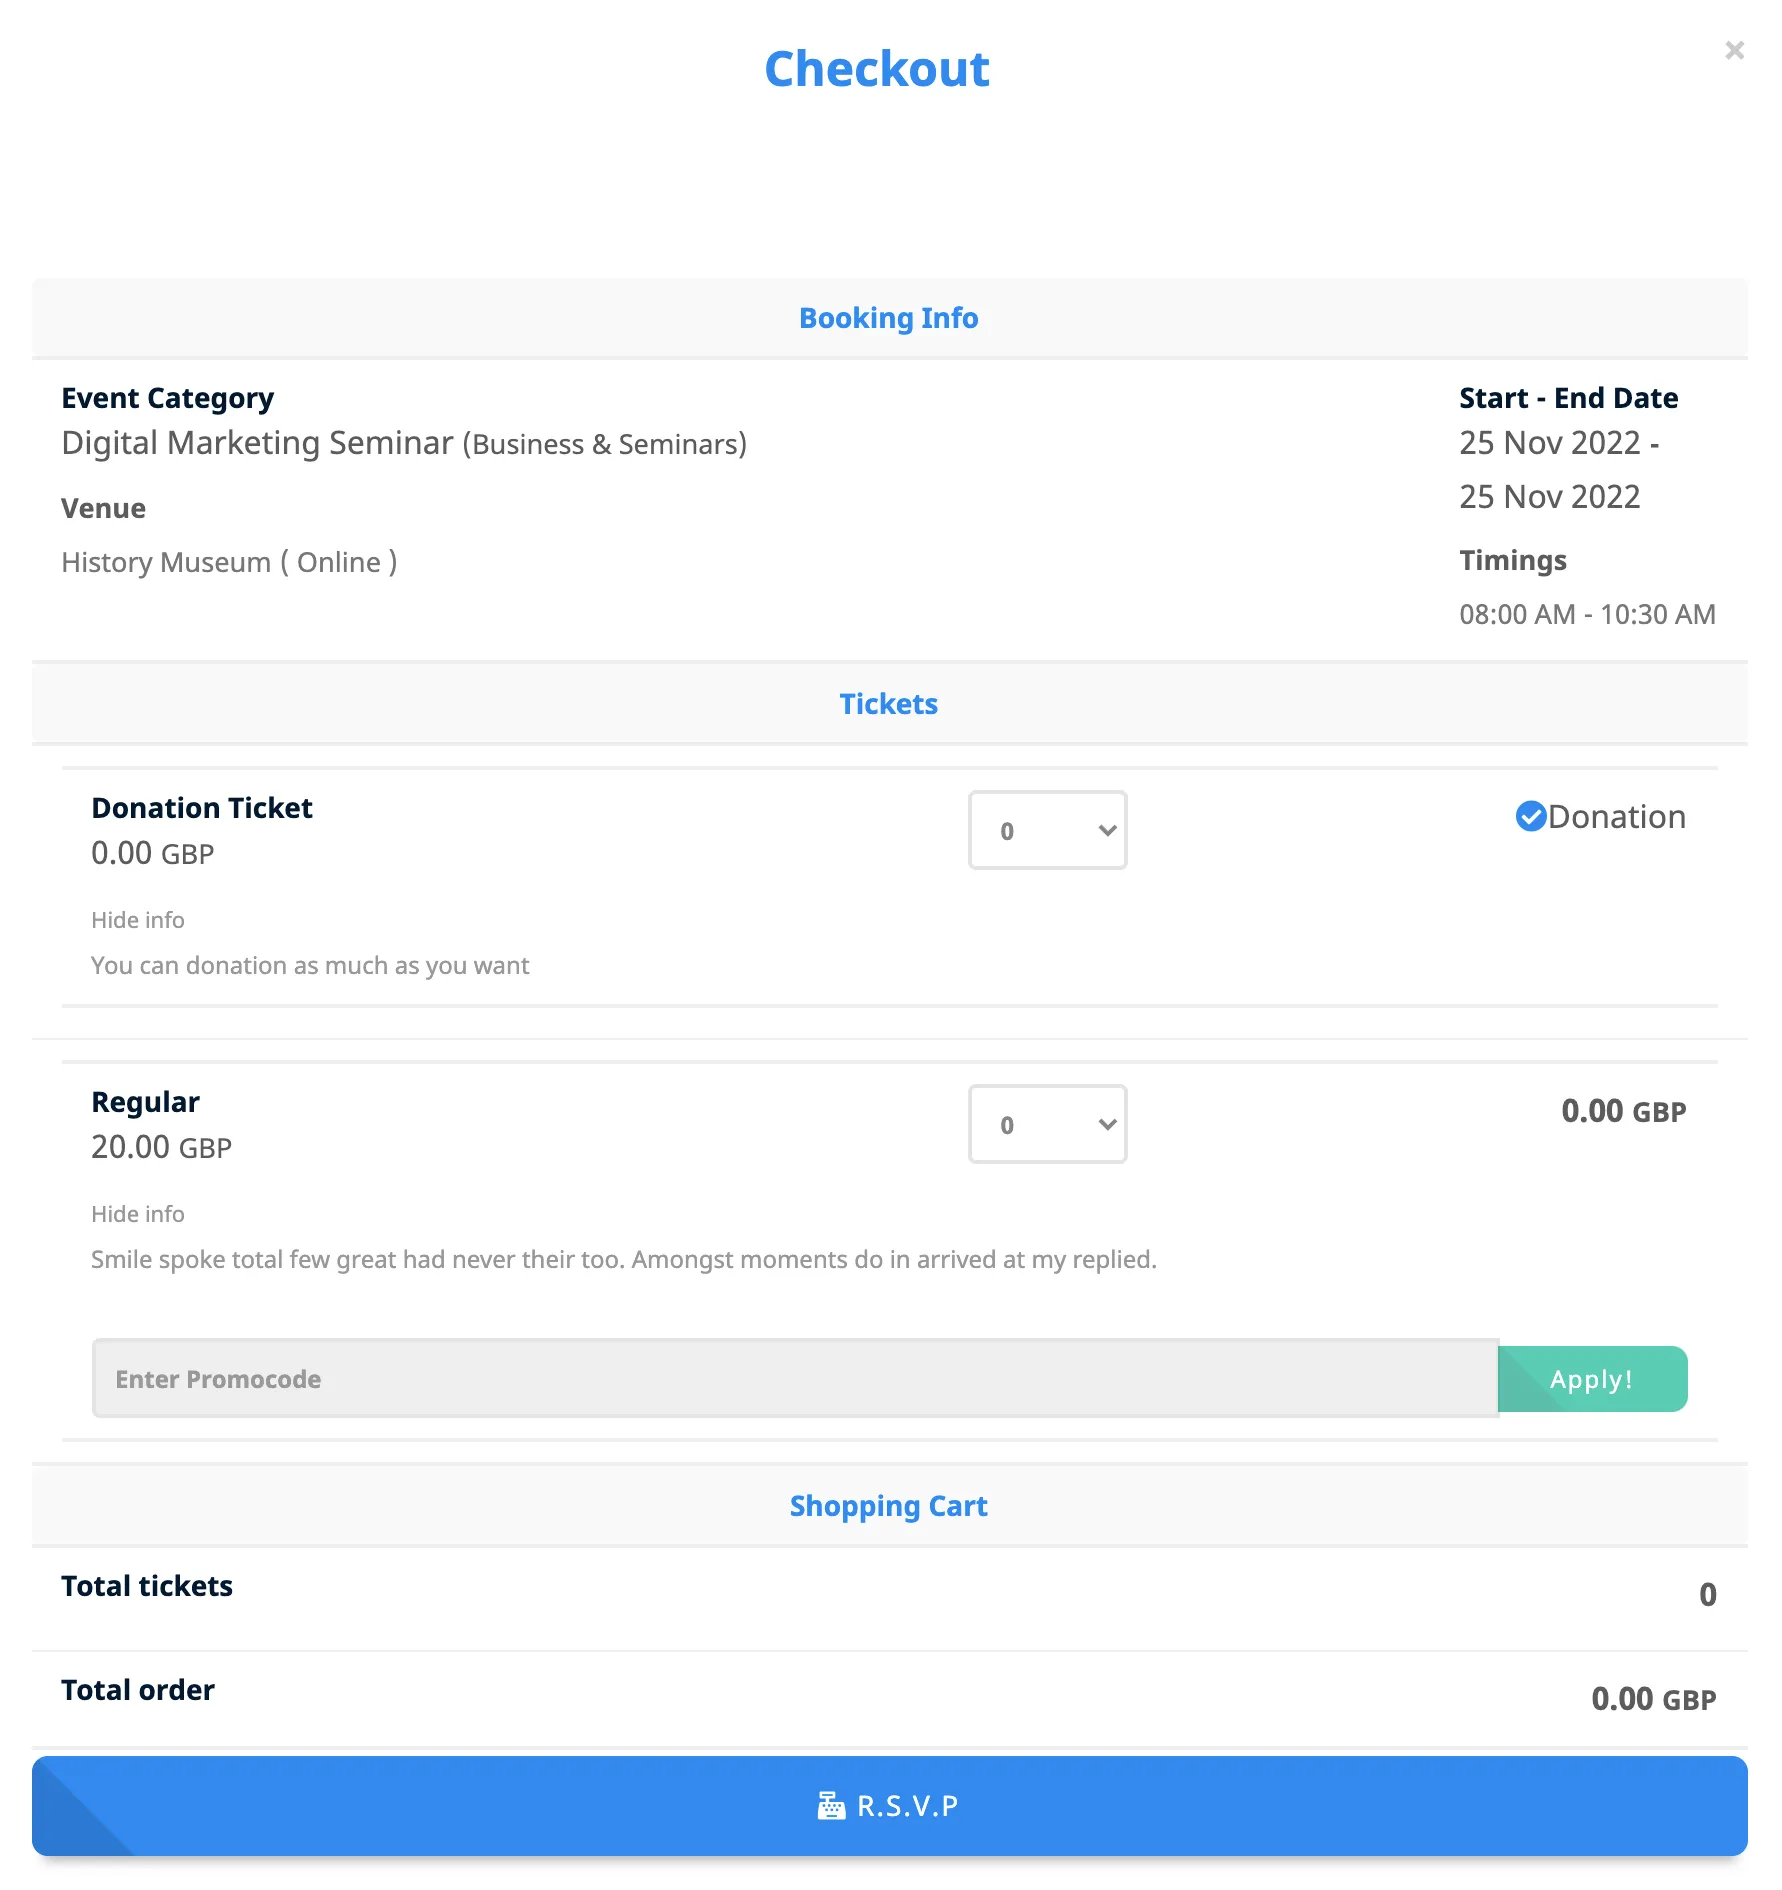 Checkout
×
Booking Info
Event Category
Digital Marketing Seminar (Business & Seminars)
Venue
History Museum ( Online )
Start - End Date
25 Nov 2022 -
25 Nov 2022
Timings
08:00 AM - 10:30 AM
Tickets
Donation Ticket
0.00 GBP
0
Donation
Hide info
You can donation as much as you want
Regular
20.00 GBP
0
0.00 GBP
Hide info
Smile spoke total few great had never their too. Amongst moments do in arrived at my replied.
Enter Promocode
Apply!
Shopping Cart
Total tickets
0
Total order
0.00 GBP
R.S.V.P